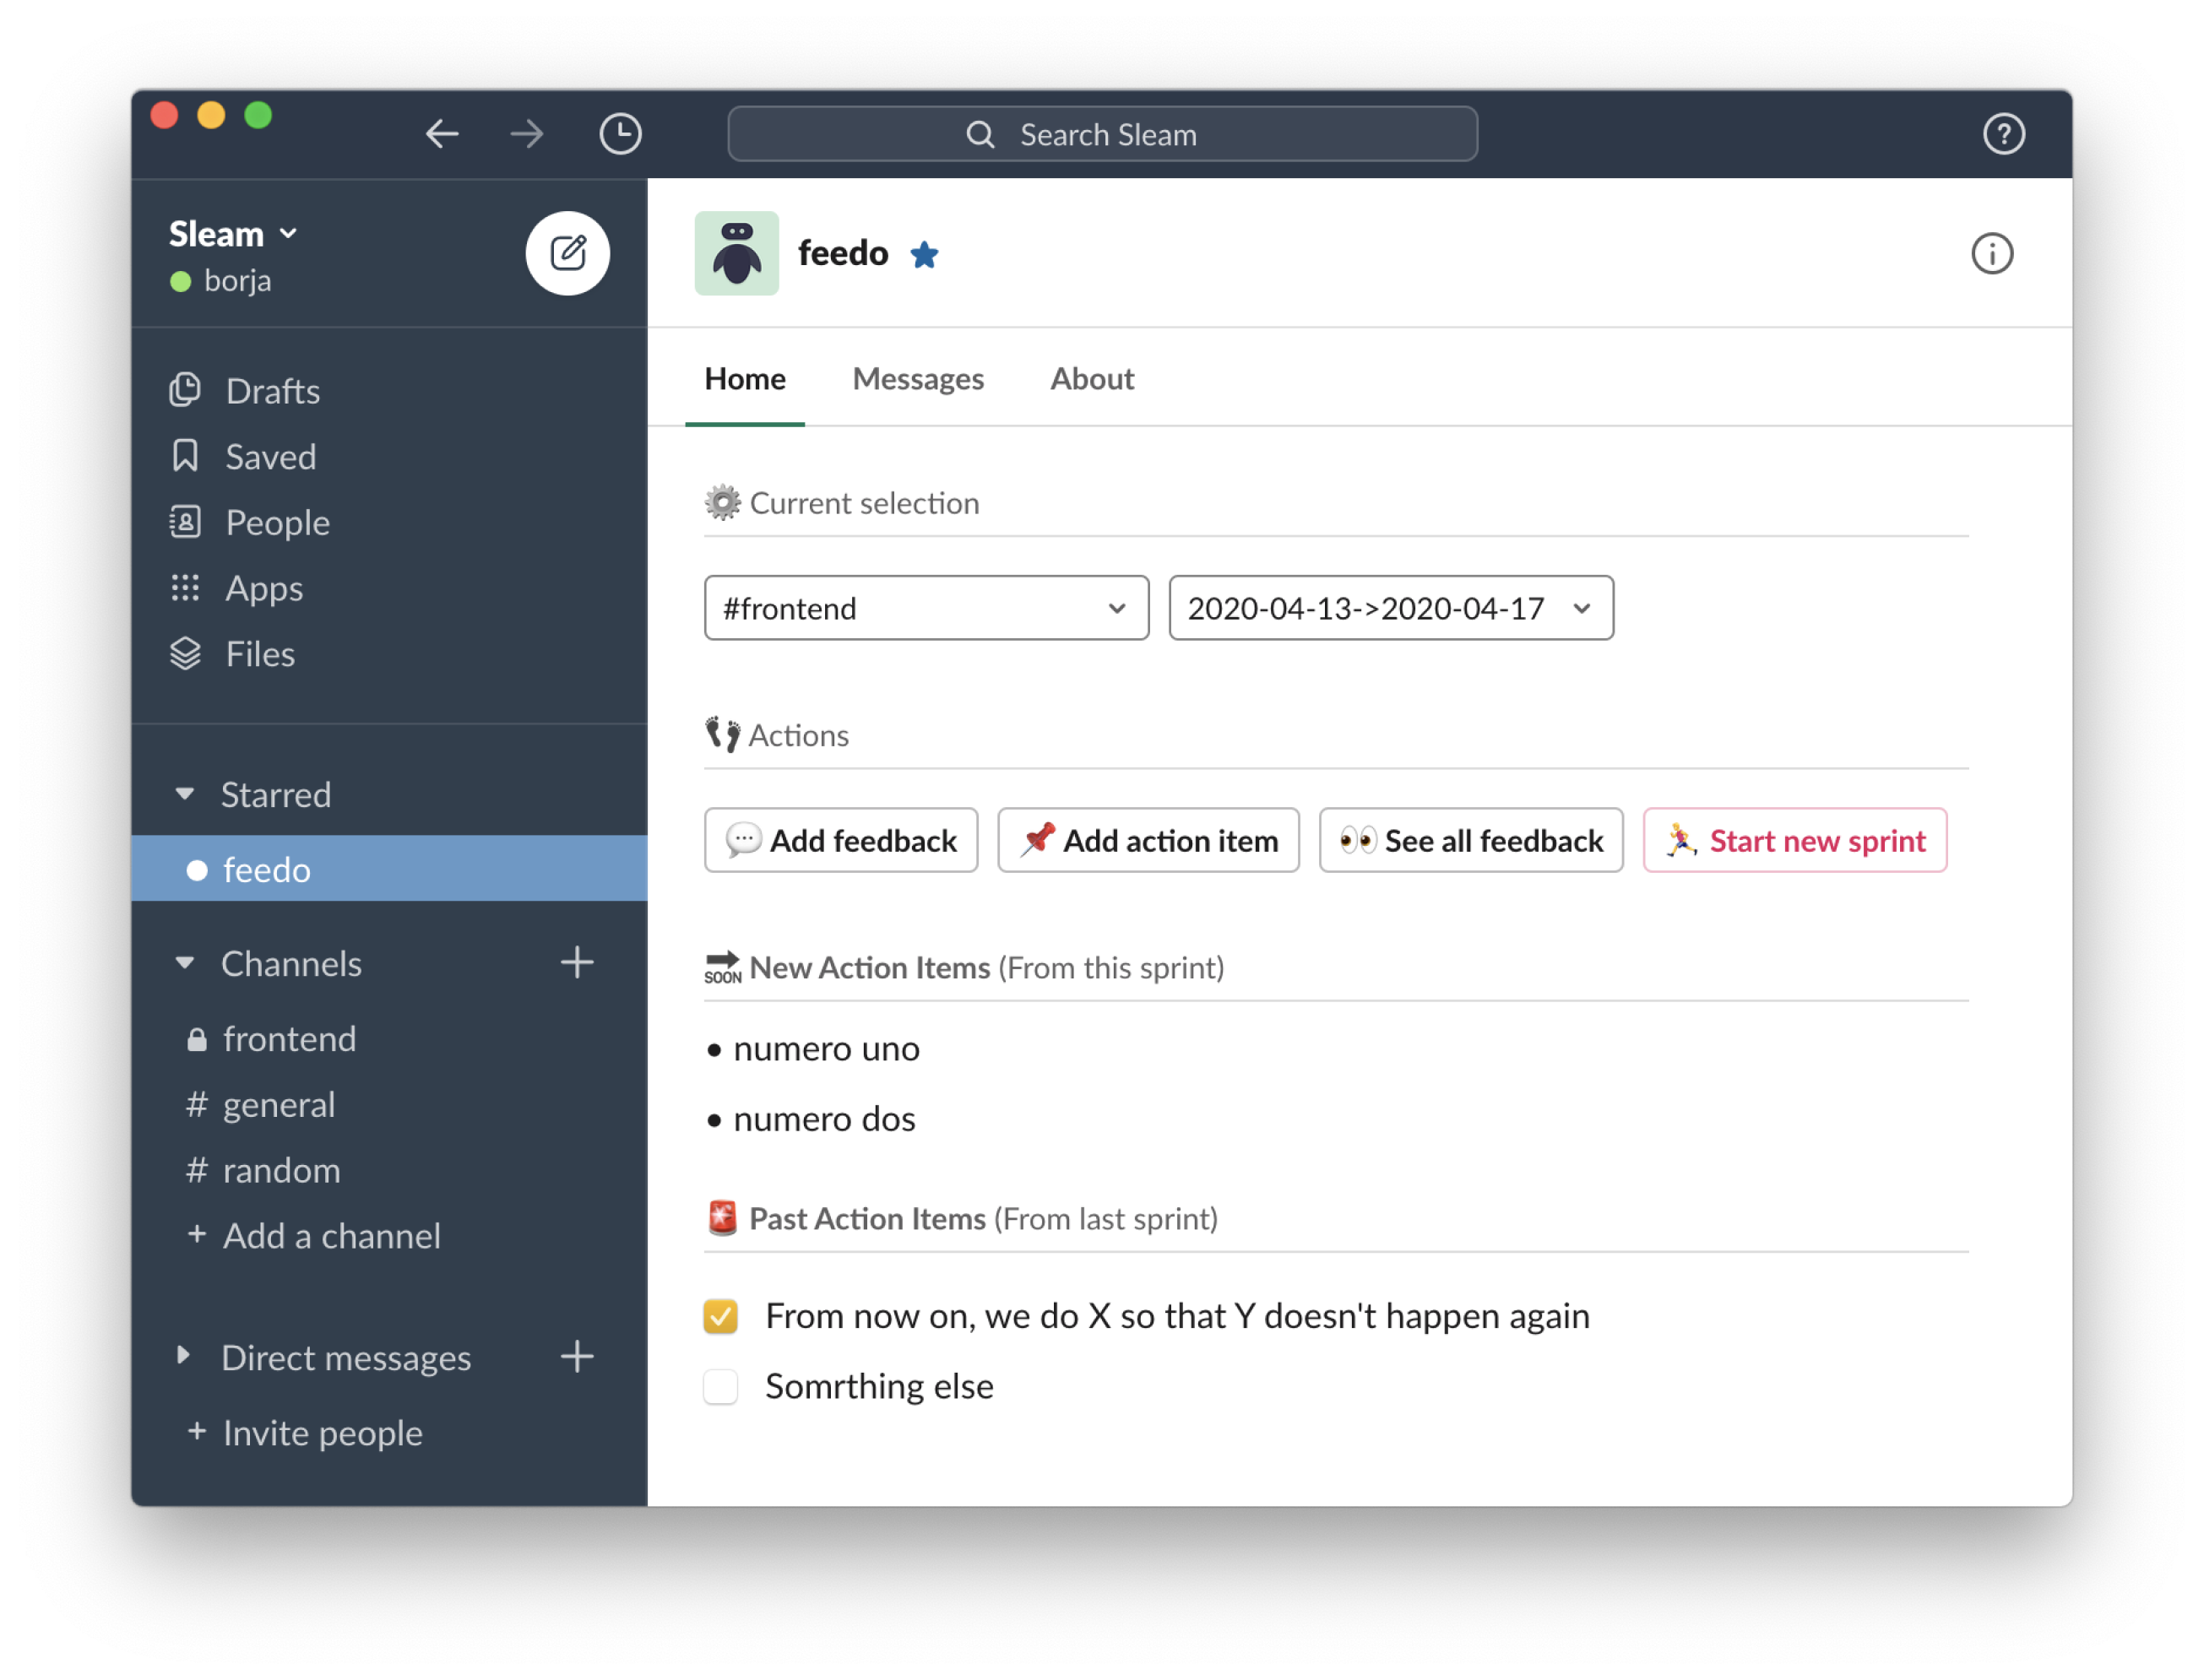 Search Sleam
Sleam
borja
Drafts
Saved
People
Apps
Files
Starred
feedo
Channels
frontend
# general
# random
+ Add a channel
Direct messages
+ Invite people
feedo
Home Messages About
Current selection
#frontend 2020-04-13->2020-04-17
Actions
Add feedback Add action item See all feedback Start new sprint
SOON New Action Items (From this sprint)
• numero uno
• numero dos
Past Action Items (From last sprint)
From now on, we do X so that Y doesn't happen again
Somrthing else